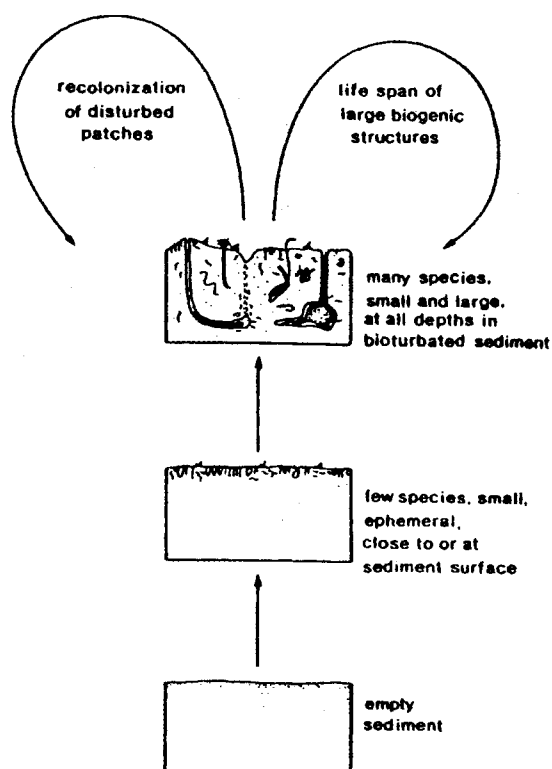 recolonization
of disturbed
patches
life span of
large biogenic
structures
many species,
small and large,
at all depths in
bioturbated sediment
few species, small,
ephemeral,
close to or at
sediment surface
empty
sediment